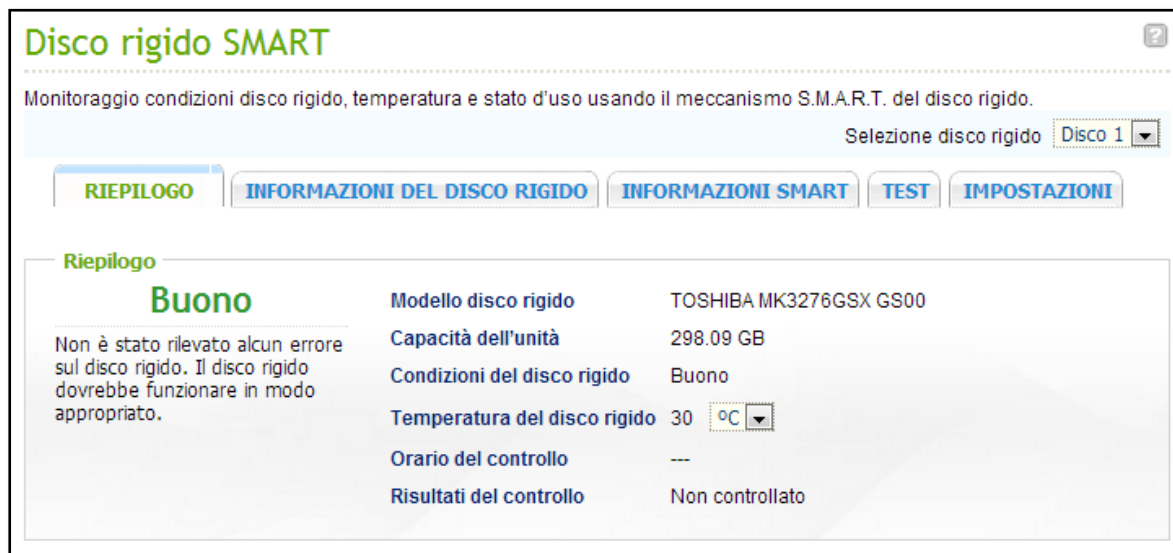 Disco rigido SMART
?
Monitoraggio condizioni disco rigido, temperatura e stato d'uso usando il meccanismo S.M.A.R.T. del disco rigido.
Selezione disco rigido Disco 1
RIEPILOGO INFORMAZIONI DEL DISCO RIGIDO INFORMAZIONI SMART TEST IMPOSTAZIONI
Riepilogo
Buono
Non è stato rilevato alcun errore
sul disco rigido. Il disco rigido
dovrebbe funzionare in modo
appropriato.
Modello disco rigido TOSHIBA MK3276GSX GS00
Capacità dell'unità 298.09 GB
Condizioni del disco rigido Buono
Temperatura del disco rigido 30 ºC
Orario del controllo ---
Risultati del controllo Non controllato